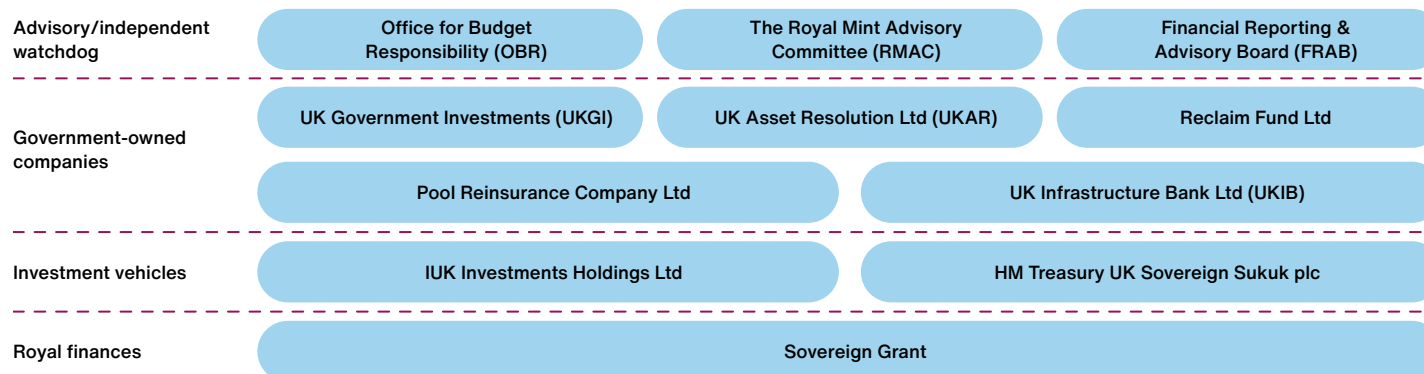 Advisory/independent
watchdog
Office for Budget
Responsibility (OBR)
The Royal Mint Advisory
Committee (RMAC)
Financial Reporting &
Advisory Board (FRAB)
Government-owned
companies
UK Government Investments (UKGI)
UK Asset Resolution Ltd (UKAR)
Reclaim Fund Ltd
Pool Reinsurance Company Ltd
UK Infrastructure Bank Ltd (UKIB)
Investment vehicles
IUK Investments Holdings Ltd
HM Treasury UK Sovereign Sukuk plc
Royal finances
Sovereign Grant